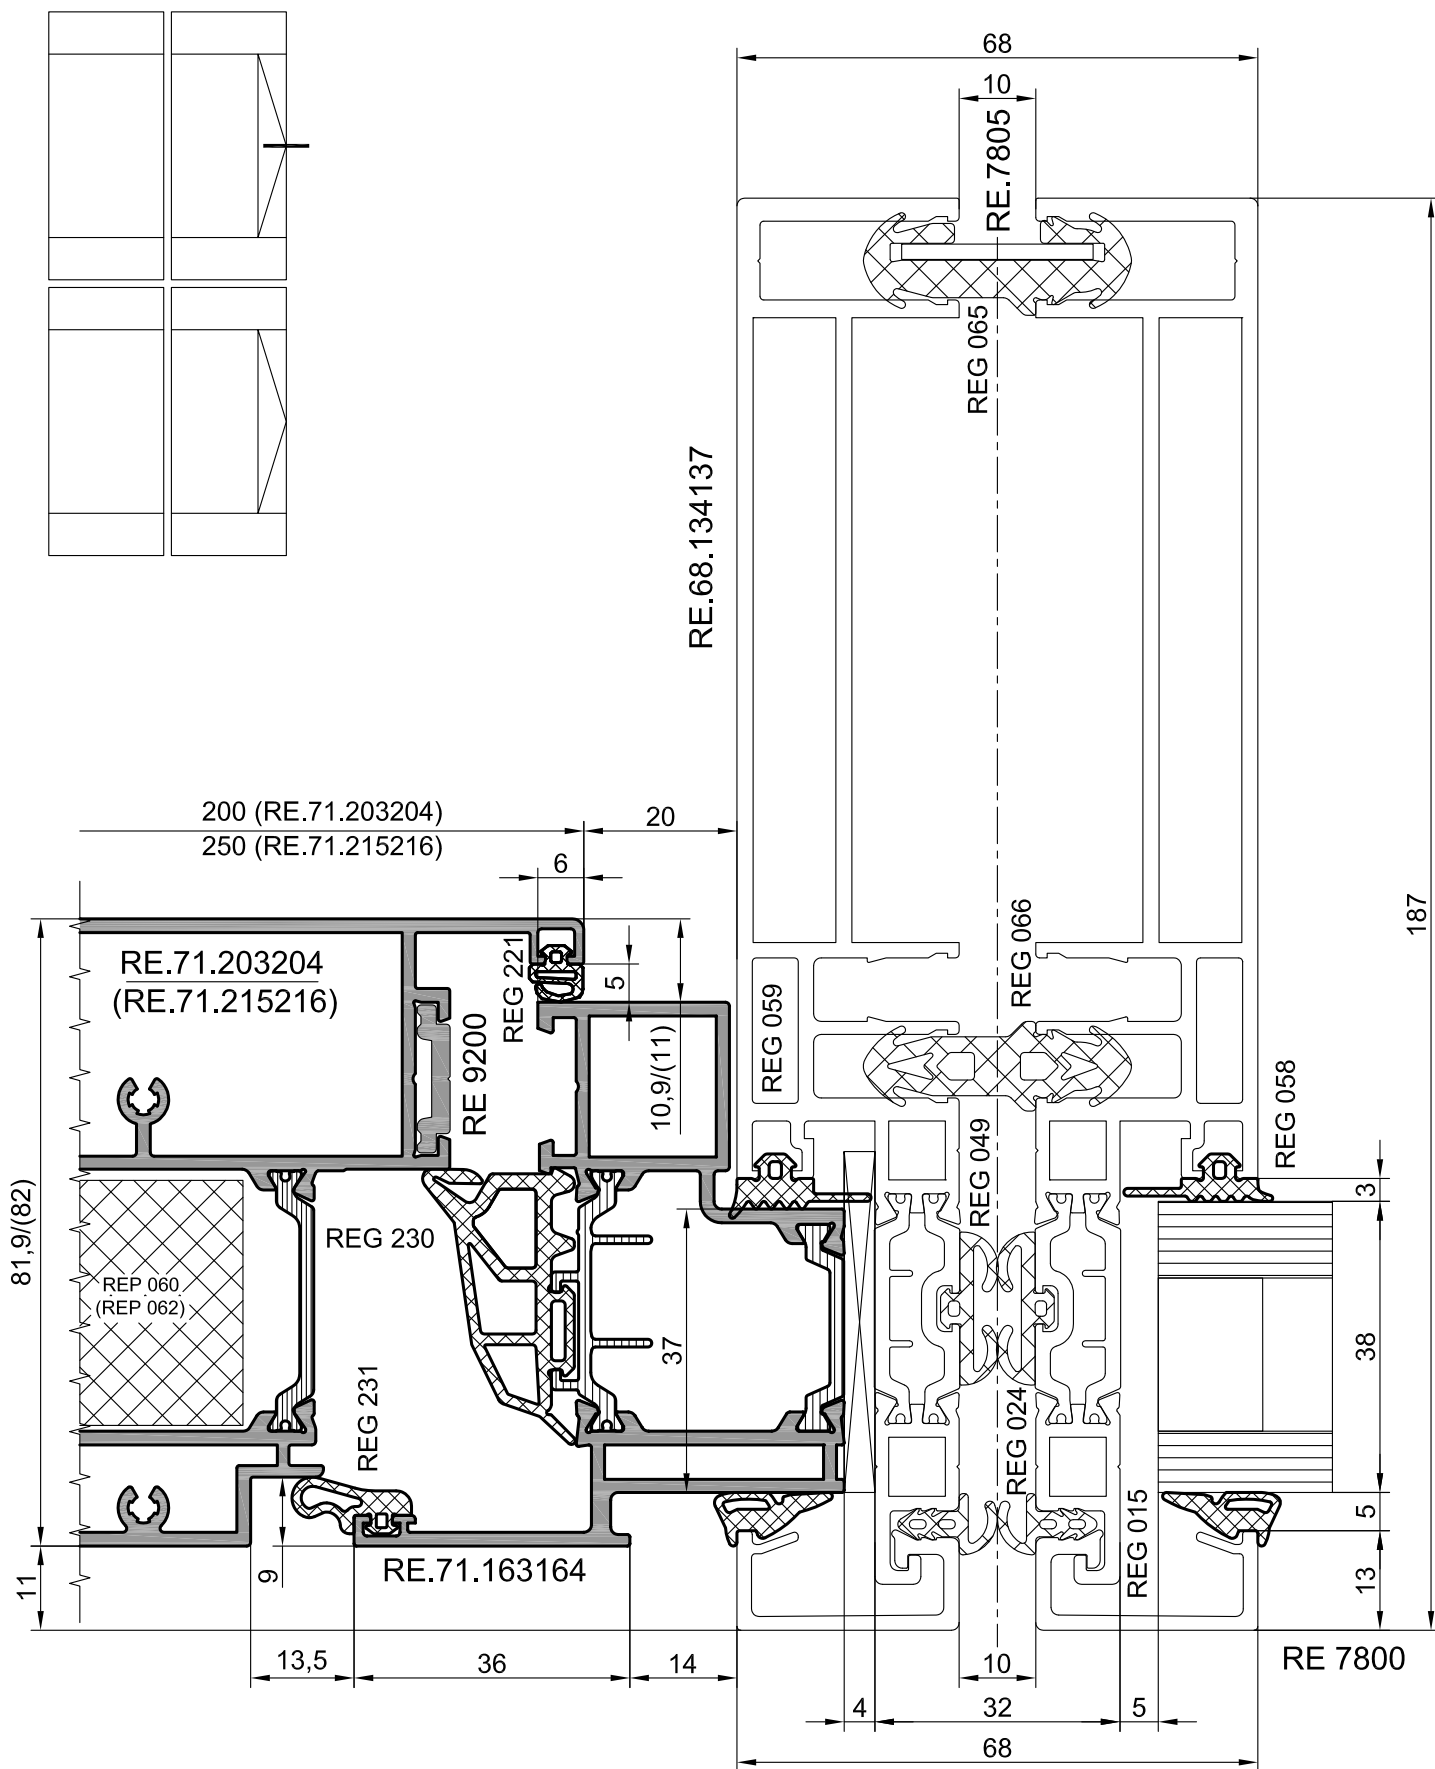 68
10
RE.7805
REG 065
RE.68.134137
187
200 (RE.71.203204)
250 (RE.71.215216)
20
6
RE.71.203204
(RE.71.215216)
REG 221
5
RE 9200
10,9/(11)
REG 066
REG 059
REG 058
REG 049
3
81,9/(82)
REG 230
REP 060
(REP 062)
37
38
REG 231
REG 024
REG 015
5
11
9
RE.71.163164
13
13,5
36
14
10
RE 7800
4
32
5
68